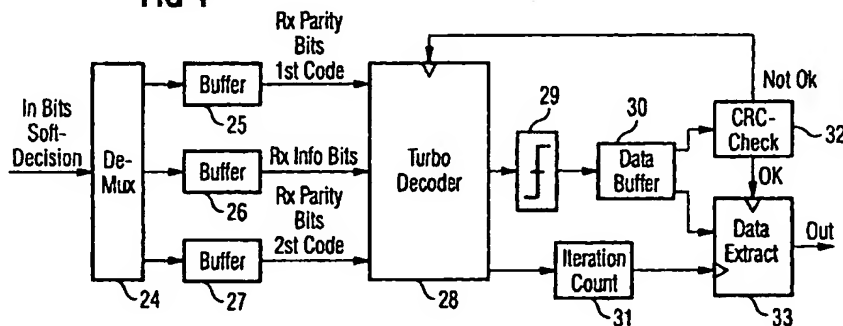 Rx Parity
Bits
1st Code
Not Ok
In Bits
Soft-
Decision
De-
Mux
24
Buffer
25
Rx Info Bits
Buffer
26
Rx Parity
Bits
2st Code
Buffer
27
Turbo
Decoder
28
29
30
Data
Buffer
CRC-
Check
32
OK
Data
Extract
Out
33
Iteration
Count
31